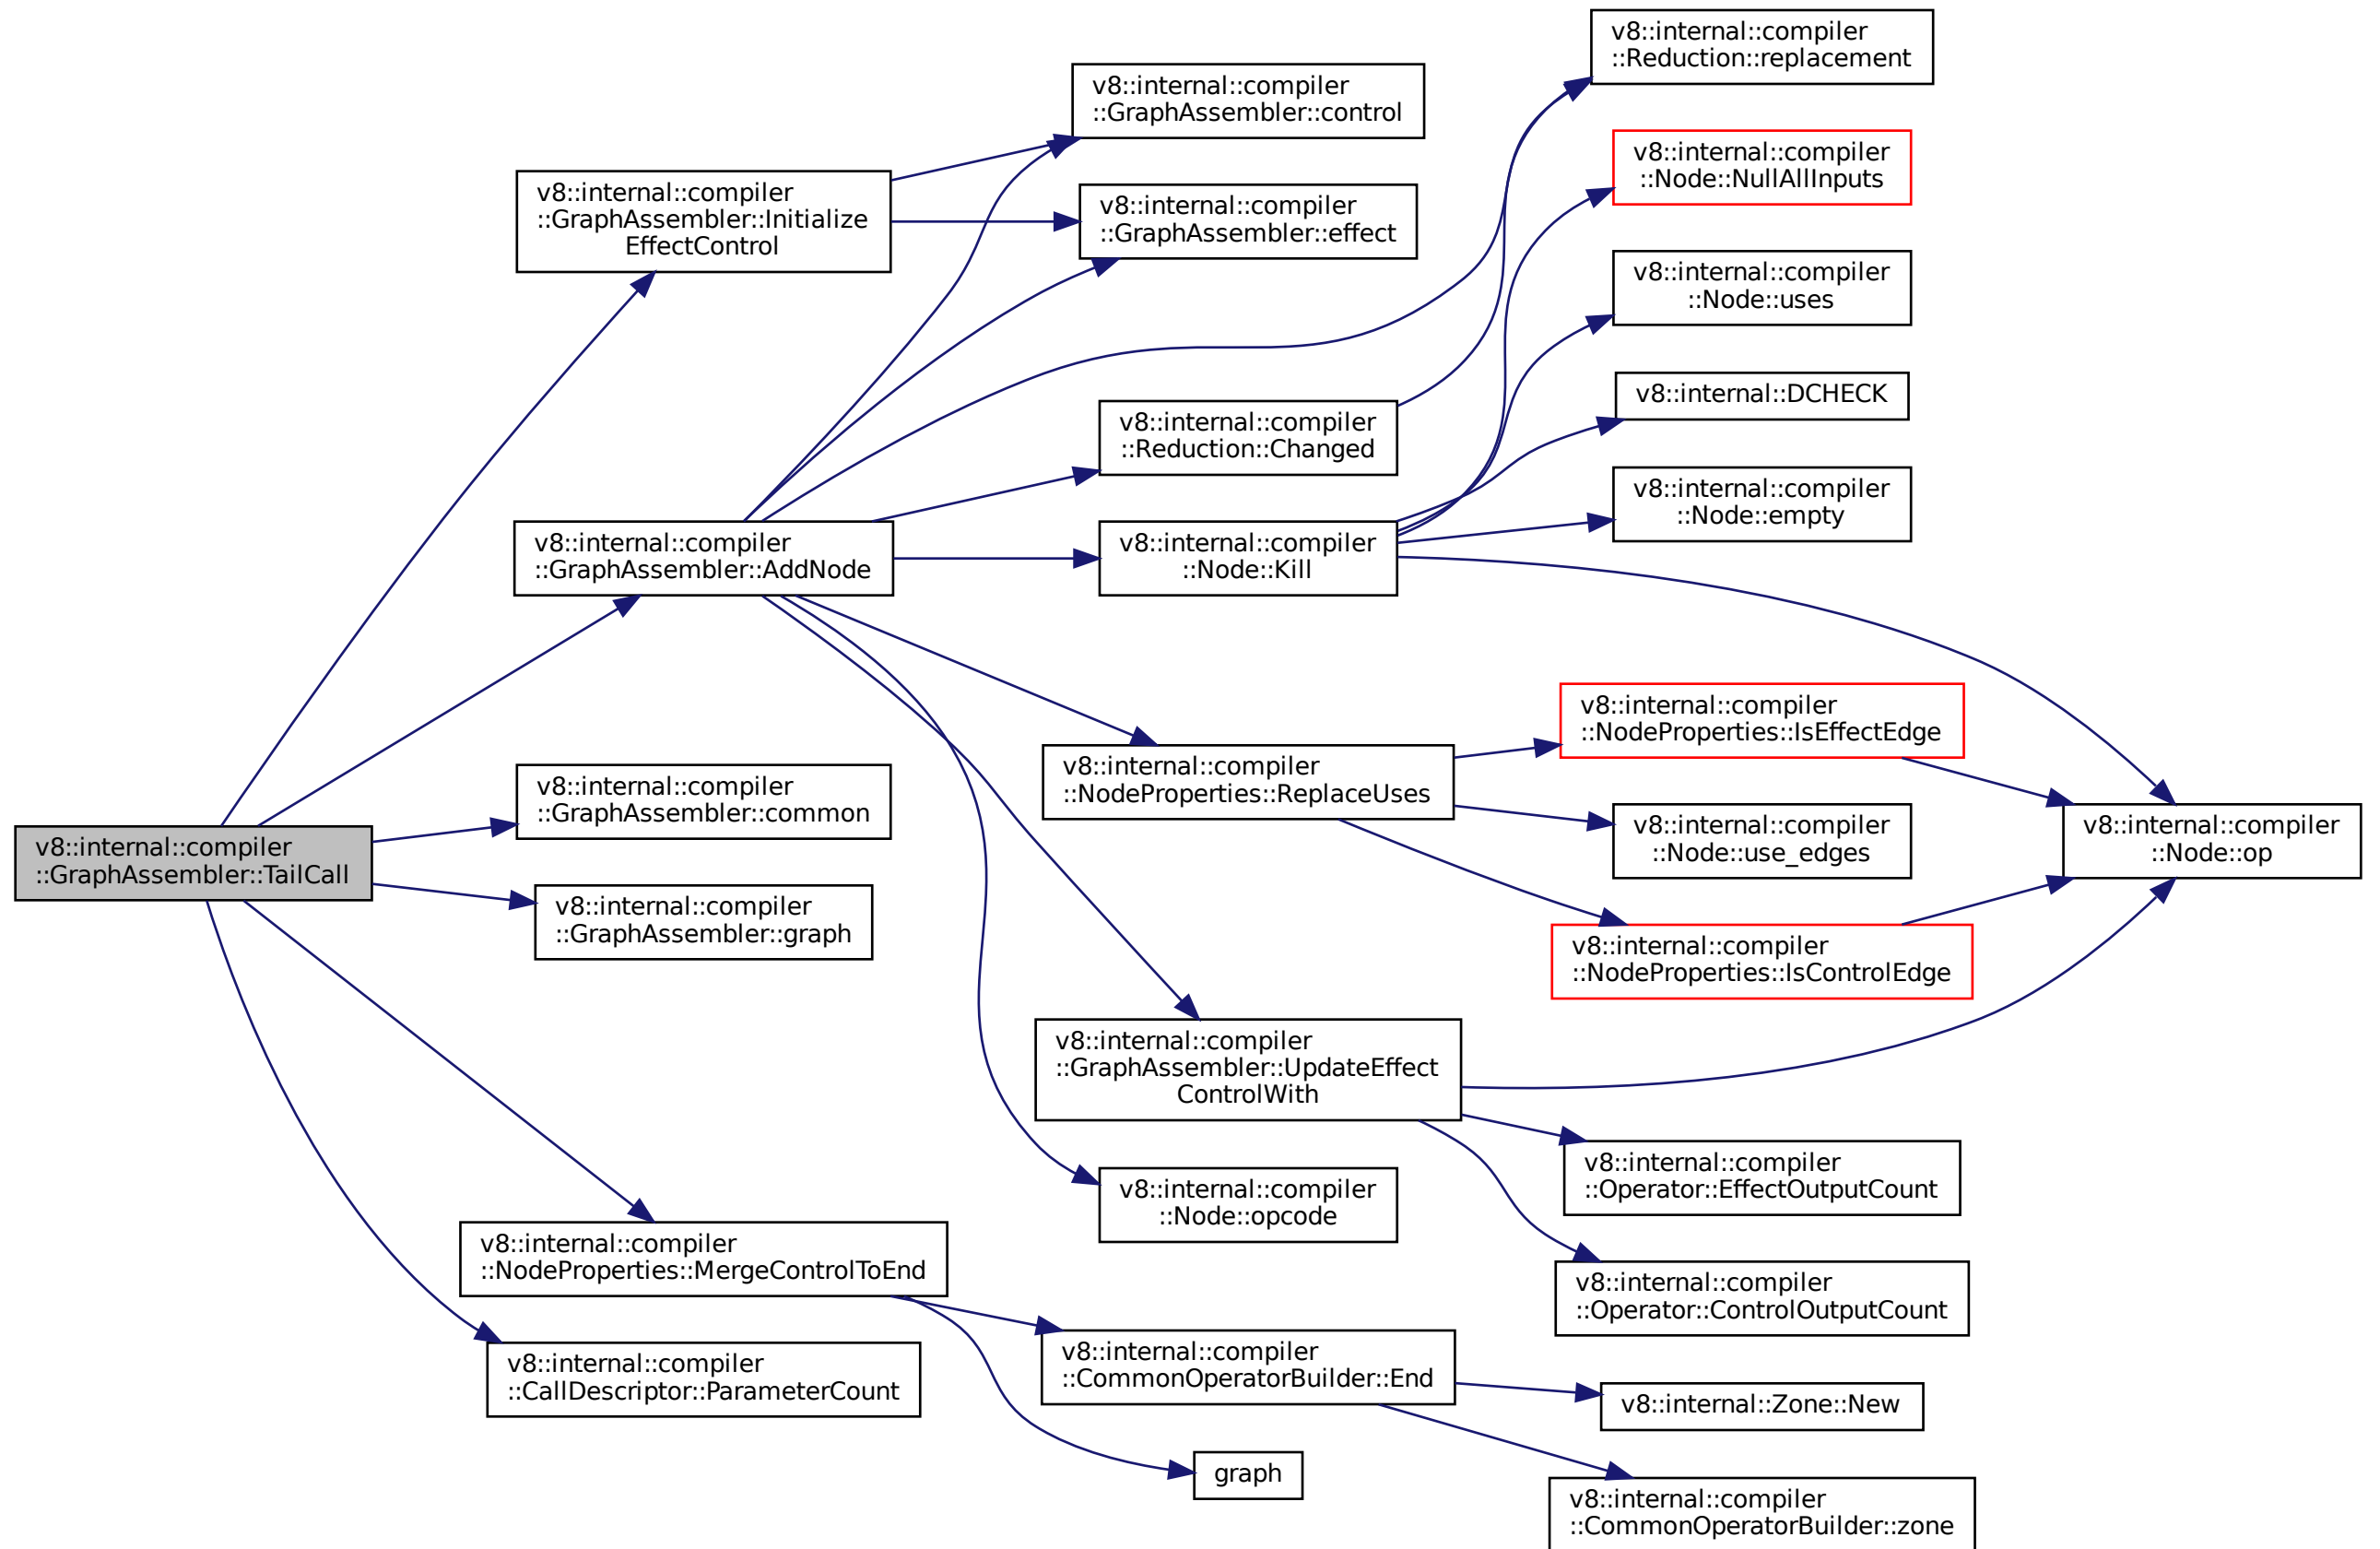 v8::internal::compiler
::GraphAssembler::TailCall
v8::internal::compiler
::GraphAssembler::Initialize
EffectControl
v8::internal::compiler
::GraphAssembler::AddNode
v8::internal::compiler
::GraphAssembler::common
v8::internal::compiler
::GraphAssembler::graph
v8::internal::compiler
::NodeProperties::MergeControlToEnd
v8::internal::compiler
::CallDescriptor::ParameterCount
v8::internal::compiler
::GraphAssembler::control
v8::internal::compiler
::GraphAssembler::effect
v8::internal::compiler
::Reduction::Changed
v8::internal::compiler
::Node::Kill
v8::internal::compiler
::NodeProperties::ReplaceUses
v8::internal::compiler
::GraphAssembler::UpdateEffect
ControlWith
v8::internal::compiler
::Node::opcode
v8::internal::compiler
::CommonOperatorBuilder::End
graph
v8::internal::compiler
::Reduction::replacement
v8::internal::compiler
::Node::NullAllInputs
v8::internal::compiler
::Node::uses
v8::internal::DCHECK
v8::internal::compiler
::Node::empty
v8::internal::compiler
::NodeProperties::IsEffectEdge
v8::internal::compiler
::Node::use_edges
v8::internal::compiler
::NodeProperties::IsControlEdge
v8::internal::compiler
::Operator::EffectOutputCount
v8::internal::compiler
::Operator::ControlOutputCount
v8::internal::Zone::New
v8::internal::compiler
::CommonOperatorBuilder::zone
v8::internal::compiler
::Node::op